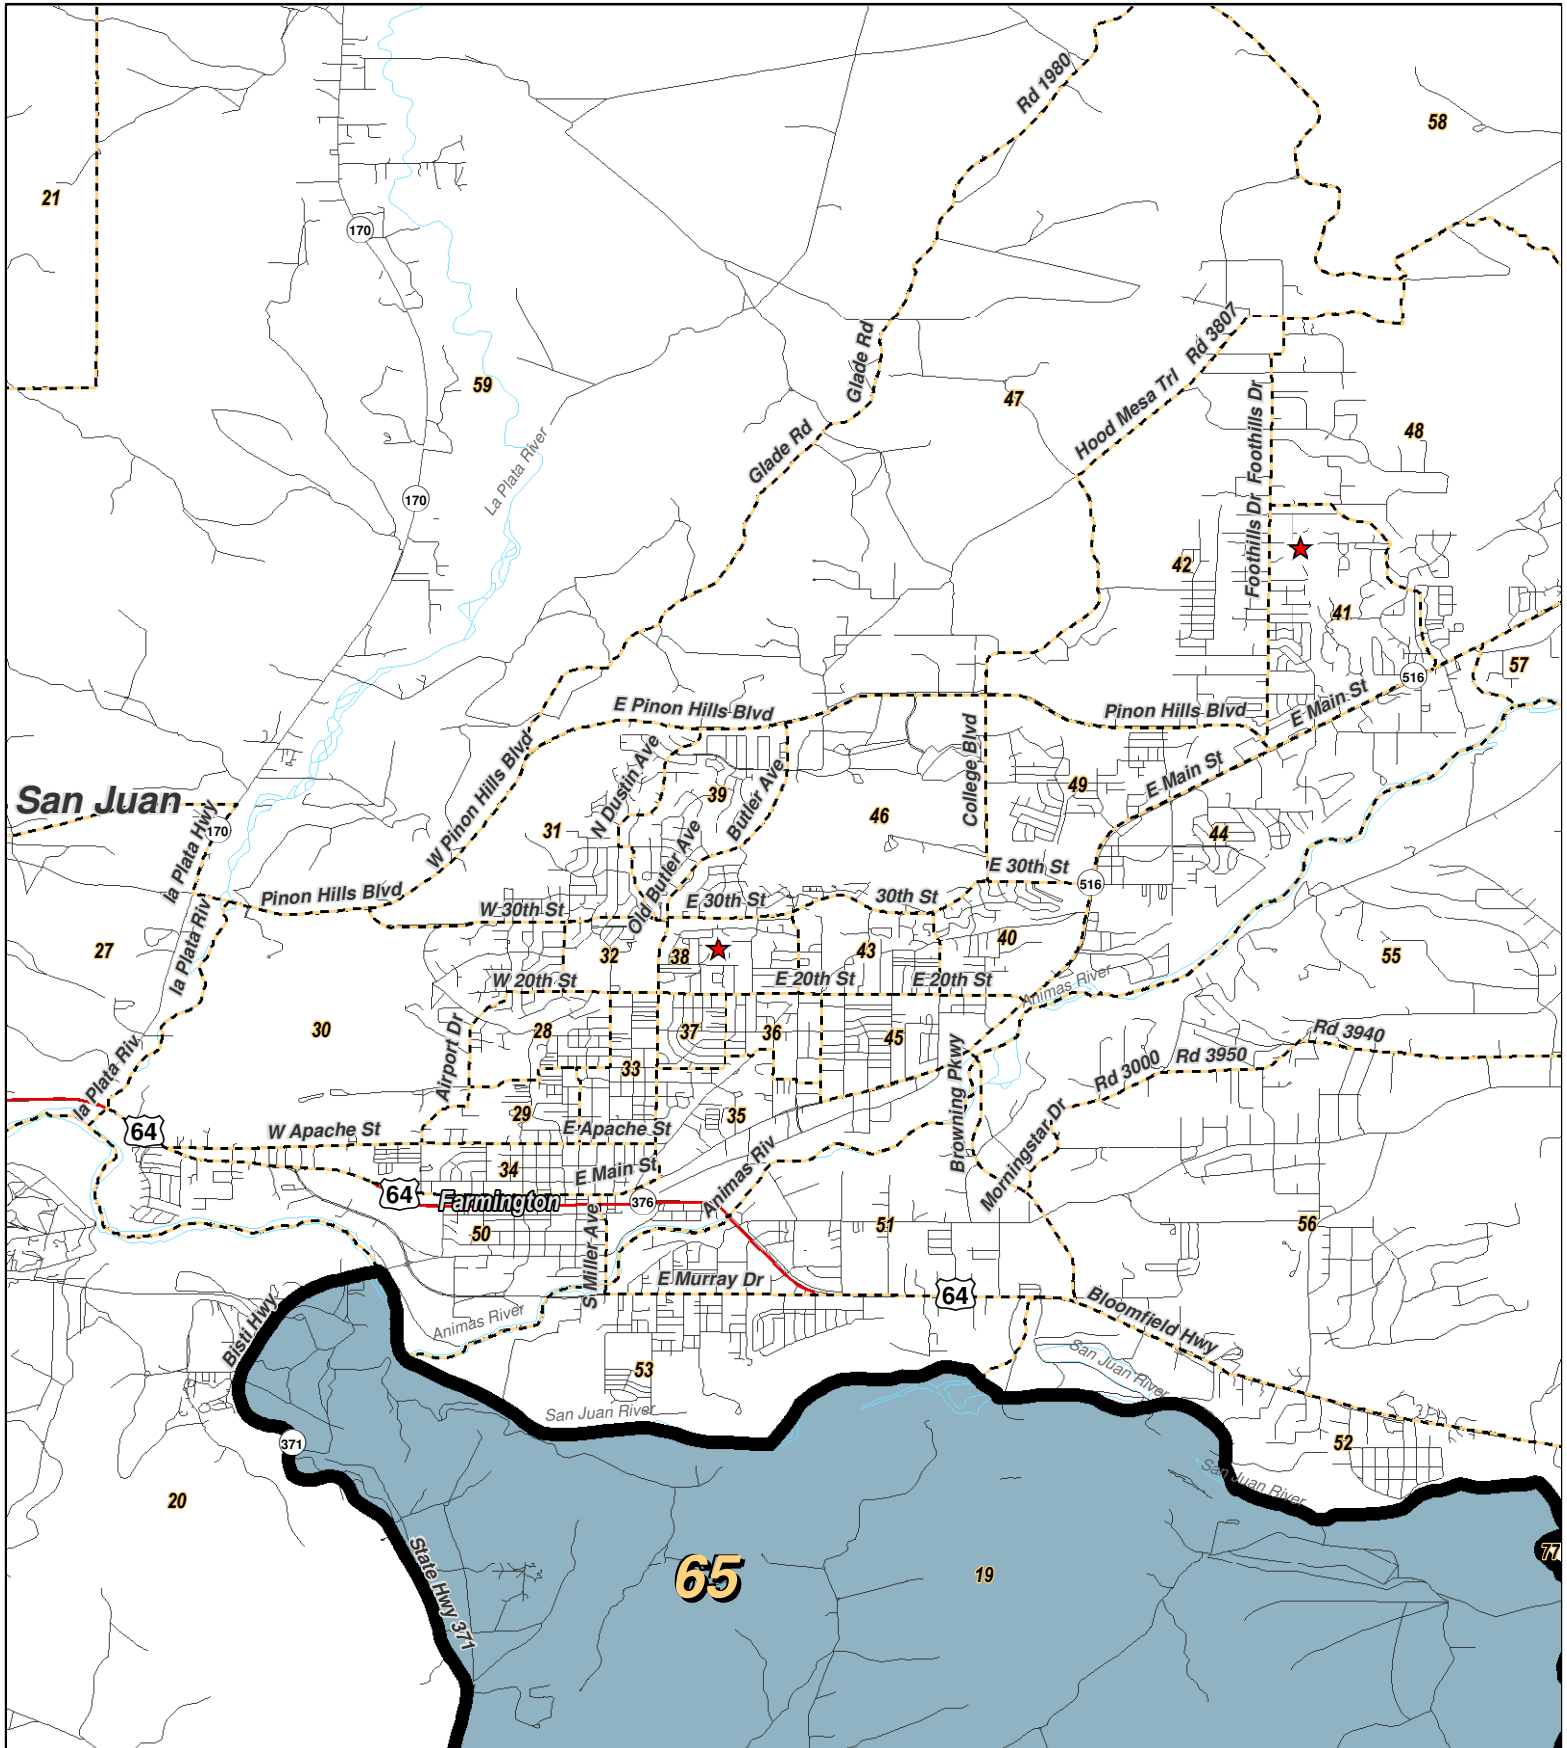 Rd 1980
58
21
170
Glade Rd
Rd 3807
59
47
Hood Mesa Trl
Foothills Dr
48
Glade Rd
La Plata River
170
Foothills Dr
42
41
57
516
E Pinon Hills Blvd
Pinon Hills Blvd
E Main St
College Blvd
W Pinon Hills Blvd
N Dustin Ave
39
Butler Ave
49
E Main St
San Juan
la Plata Hwy
170
31
46
44
Old Butler Ave
E 30th St
516
Pinon Hills Blvd
W 30th St
E 30th St
30th St
la Plata Riv
27
32
38
43
40
55
W 20th St
E 20th St
E 20th St
Animas River
30
Airport Dr
28
37
36
45
Browning Pkwy
Rd 3940
Rd 3950
Rd 3000
la Plata Riv
33
29
35
Morningstar Dr
64
W Apache St
E Apache St
34
E Main St
Animas Riv
64
Farmington
376
50
S Miller Ave
51
56
E Murray Dr
64
Bloomfield Hwy
Bisti Hwy
Animas River
San Juan River
53
San Juan River
371
52
San Juan River
20
State Hwy 371
65
19
77